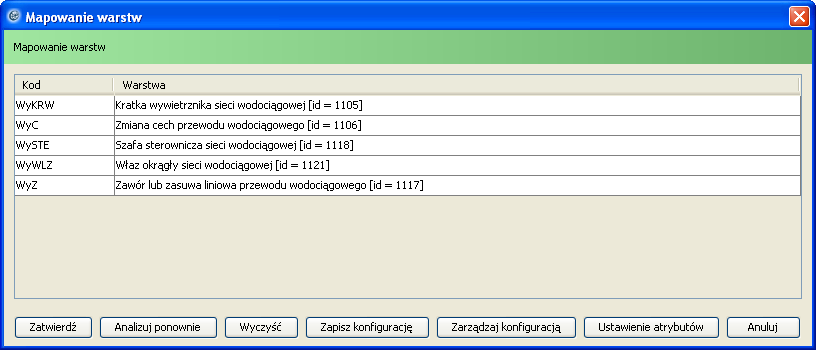 Mapowanie warstw
Mapowanie warstw
Kod Warstwa
WyKRW Kratka wywietrznika sieci wodociągowej [id = 1105]
WyC Zmiana cech przewodu wodociągowego [id = 1106]
WySTE Szafa sterownicza sieci wodociągowej [id = 1118]
WyWLZ Właz okrągły sieci wodociągowej [id = 1121]
WyZ Zawór lub zasuwa liniowa przewodu wodociągowego [id = 1117]
Zatwierdź Analizuj ponownie Wyczyść Zapisz konfigurację Zarządzaj konfiguracją Ustawienie atrybutów Anuluj